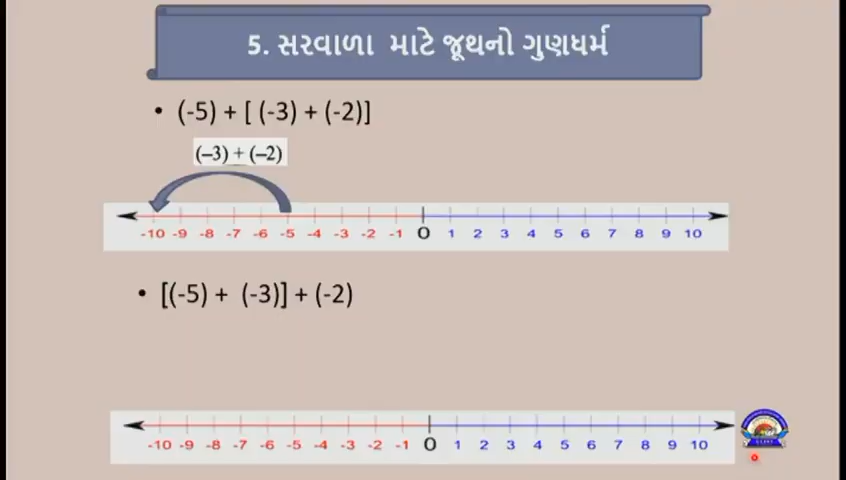 5. સરવાળા માટે જૂથનો ગુણધર્મ
• (-5) + [ (-3) + (-2)]
(–3) + (–2)
-10 -9 -8 -7 -6 -5 -4 -3 -2 -1 0 1 2 3 4 5 6 7 8 9 10
• [(-5) + (-3)] + (-2)
-10 -9 -8 -7 -6 -5 -4 -3 -2 -1 0 1 2 3 4 5 6 7 8 9 10